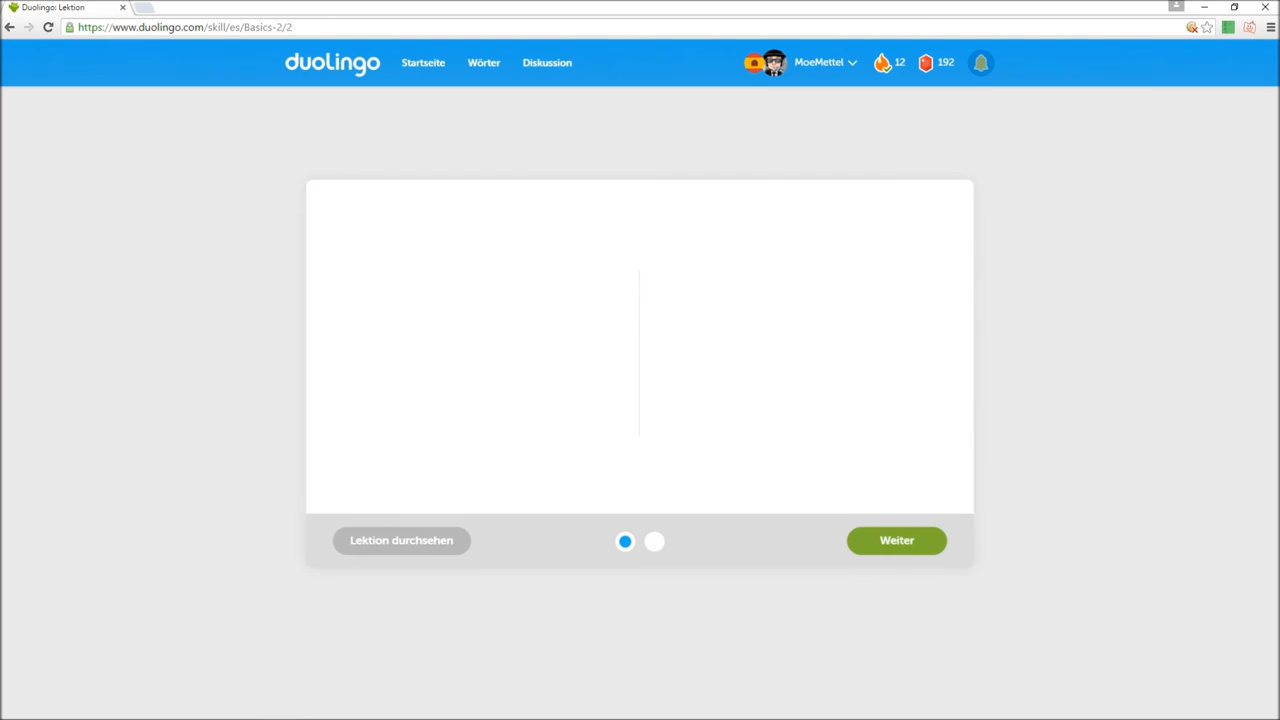 Duolingo: Lektion
https://www.duolingo.com/skill/es/Basics-2/2
duolingo Startseite Wörter Diskussion MoeMettel 12 192
Lektion durchsehen Weiter